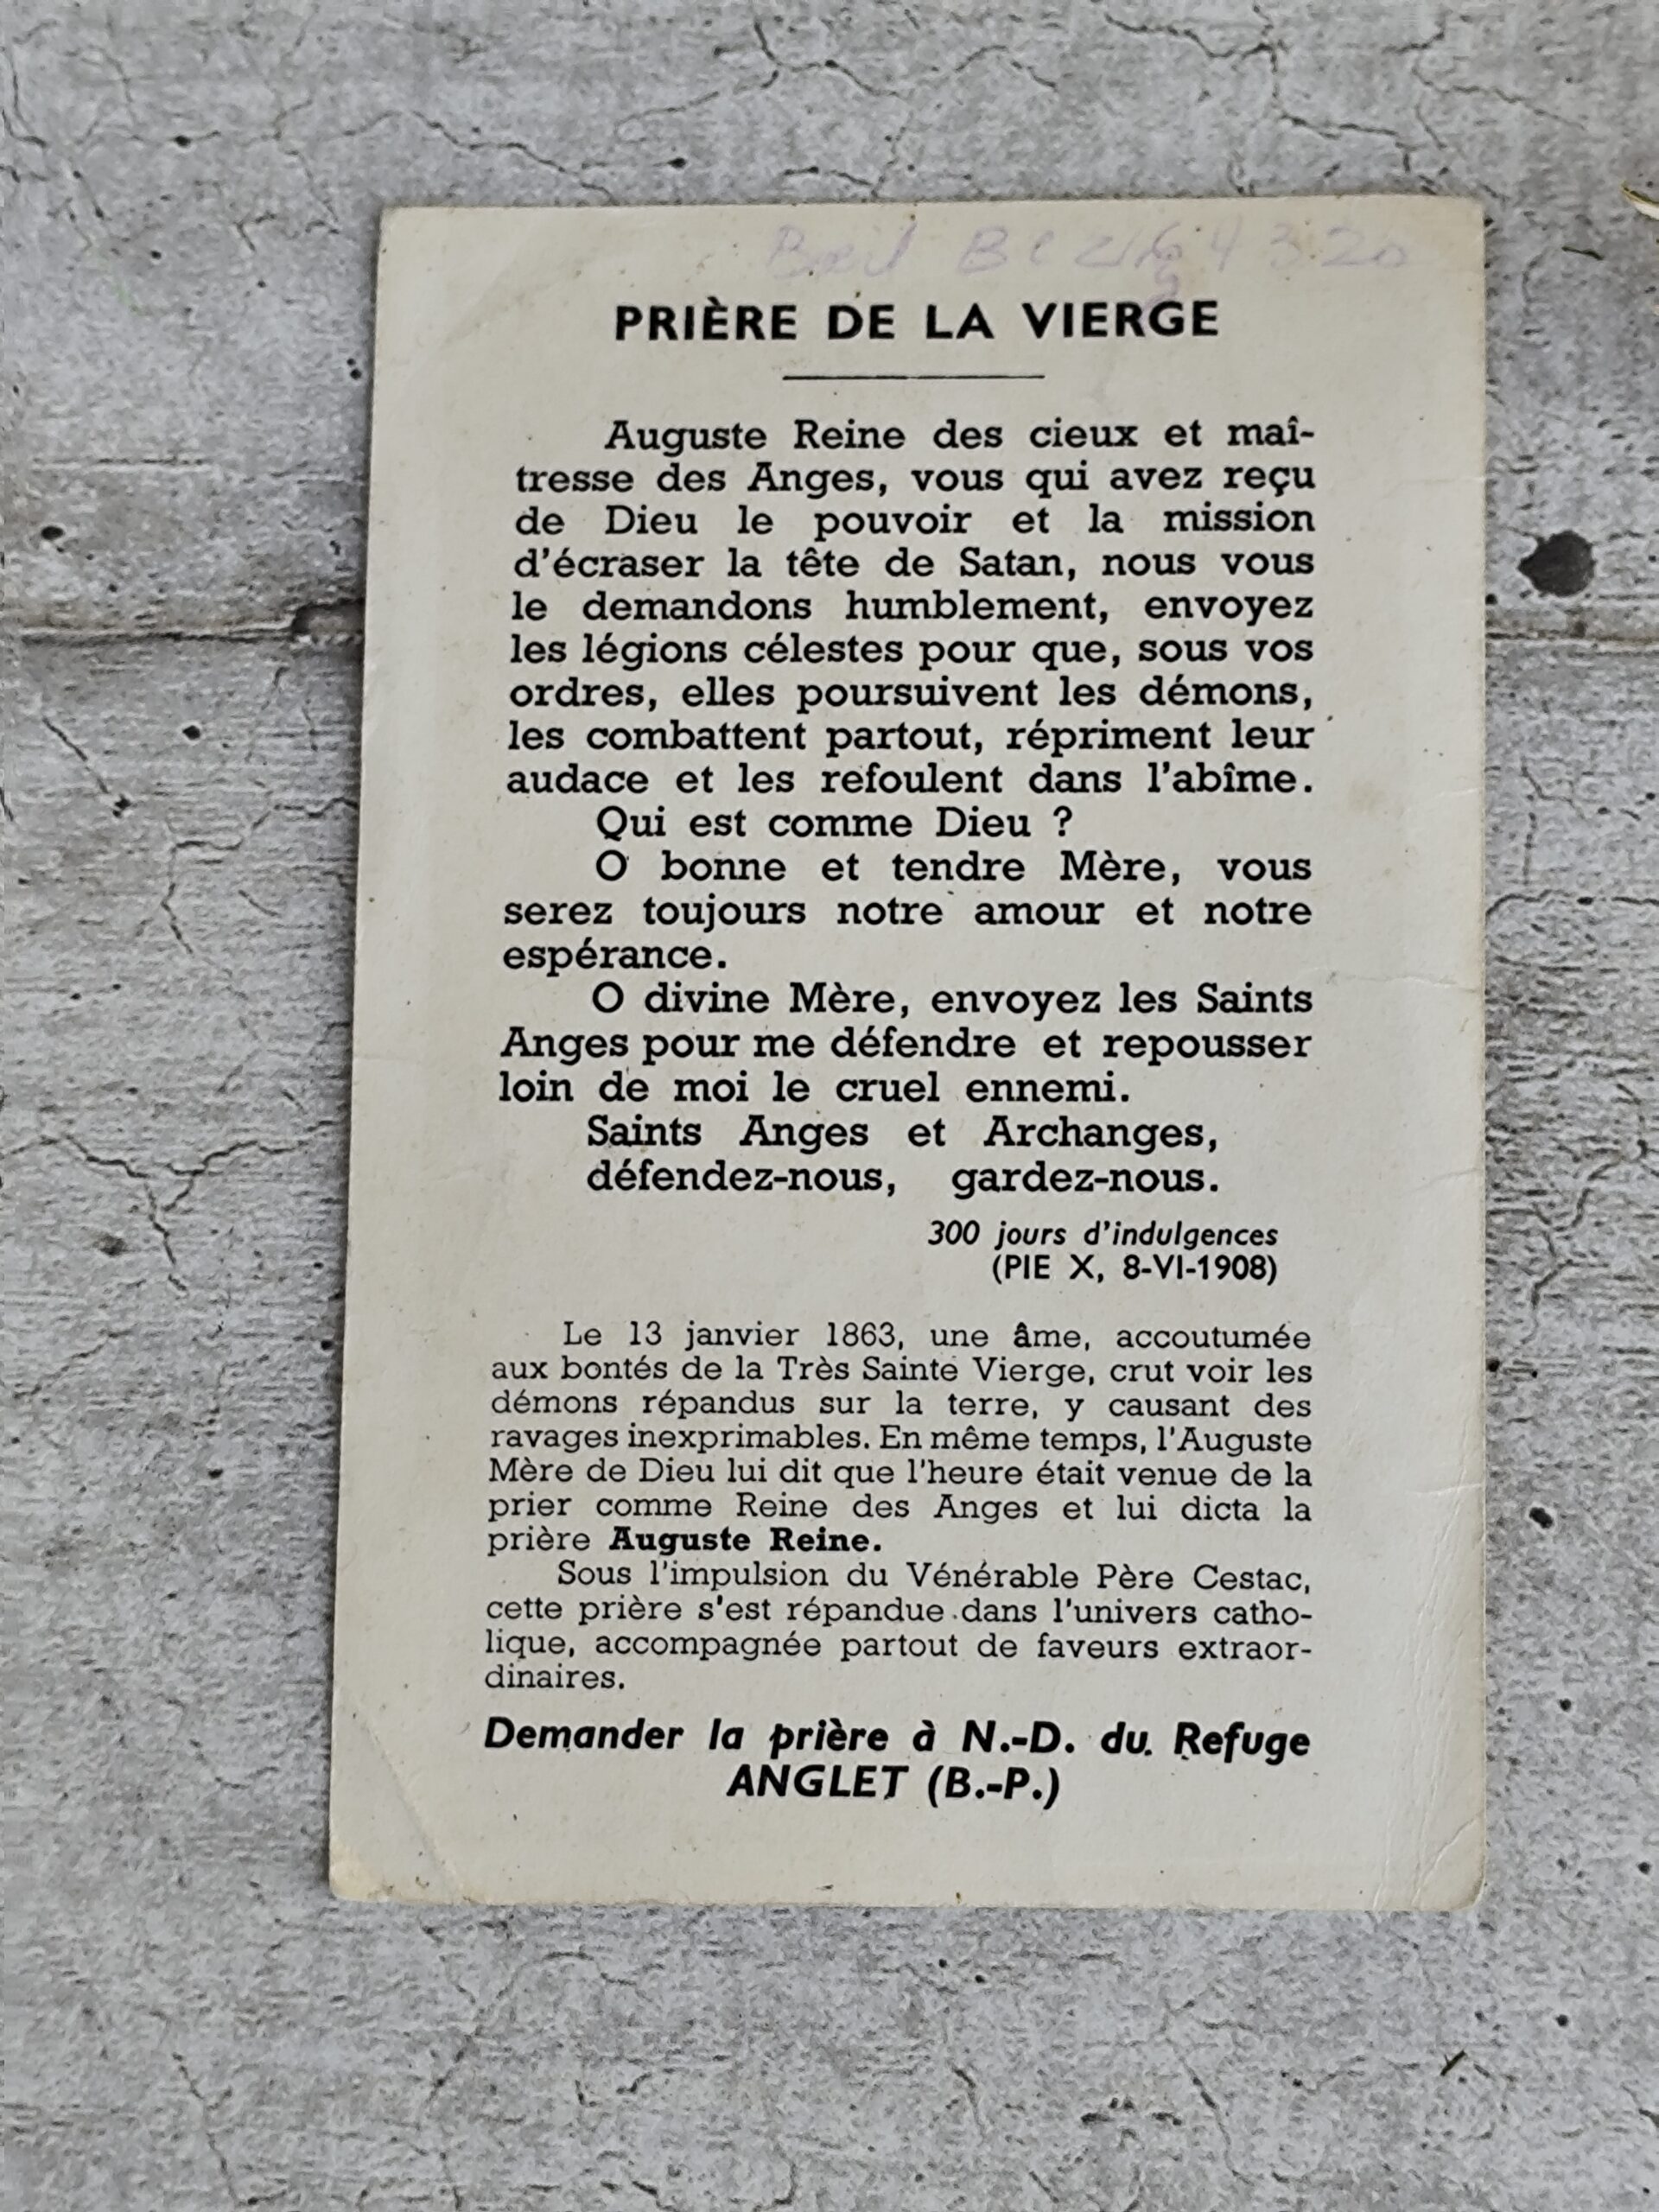 PRIÈRE DE LA VIERGE
Auguste Reine des cieux et maî-
tresse des Anges, vous qui avez reçu
de Dieu le pouvoir et la mission
d'écraser la tête de Satan, nous vous
le demandons humblement, envoyez
les légions célestes pour que, sous vos
ordres, elles poursuivent les démons,
les combattent partout, répriment leur
audace et les refoulent dans l'abîme.
Qui est comme Dieu ?
O bonne et tendre Mère, vous
serez toujours notre amour et notre
espérance.
O divine Mère, envoyez les Saints
Anges pour me défendre et repousser
loin de moi le cruel ennemi.
Saints Anges et Archanges,
défendez-nous, gardez-nous.
300 jours d'indulgences
(PIE X, 8-VI-1908)
Le 13 janvier 1863, une âme, accoutumée
aux bontés de la Très Sainte Vierge, crut voir les
démons répandus sur la terre, y causant des
ravages inexprimables. En même temps, l'Auguste
Mère de Dieu lui dit que l'heure était venue de la
prier comme Reine des Anges et lui dicta la
prière Auguste Reine.
Sous l'impulsion du Vénérable Père Cestac,
cette prière s'est répandue dans l'univers catho-
lique, accompagnée partout de faveurs extraor-
dinaires.
Demander la prière à N.-D. du Refuge
ANGLET (B.-P.)